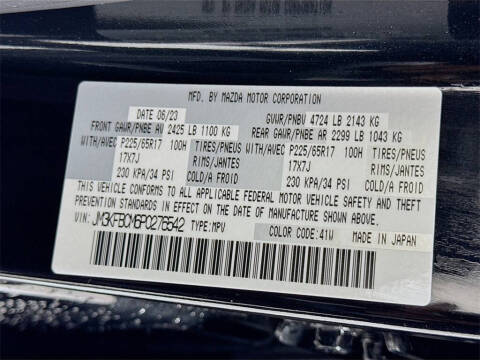 MFD. BY MAZDA MOTOR CORPORATION
DATE 06/23 GVWR/PNBV 4724 LB 2143 KG
FRONT GAWR/PNBE AV 2425 LB 1100 KG REAR GAWR/PNBE AR 2299 LB 1043 KG
WITH/AVEC P225/65R17 100H TIRES/PNEUS WITH/AVEC P225/65R17 100H TIRES/PNEUS
17X7J RIMS/JANTES 17X7J RIMS/JANTES
230 KPA/34 PSI COLD/A FROID 230 KPA/34 PSI COLD/A FROID
THIS VEHICLE CONFORMS TO ALL APPLICABLE FEDERAL MOTOR VEHICLE SAFETY AND THEFT
PREVENTION STANDARDS IN EFFECT ON THE DATE OF MANUFACTURE SHOWN ABOVE.
VIN: JM3KFBCM6P0276542 TYPE:MPV COLOR CODE:41W MADE IN JAPAN